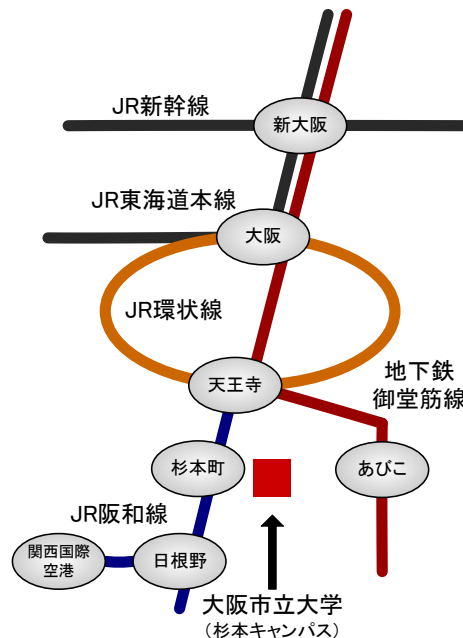 JR新幹線
新大阪
JR東海道本線
大阪
JR環状線
天王寺
地下鉄
御堂筋線
杉本町
あびこ
JR阪和線
関西国際
空港
日根野
大阪市立大学
(杉本キャンパス)